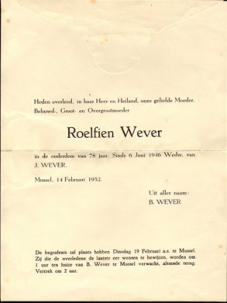 Heden overleed, in haar Heer en Heiland, onze geliefde Moeder,
Behuwd-, Groot- en Overgrootmoeder
Roelfien Wever
in de ouderdom van 78 jaar. Sinds 6 Juni 1946 Wedw. van
J. WEVER.
Mussel, 14 Februari 1952.
Uit aller naam:
B. WEVER
De begrafenis zal plaats hebben Dinsdag 19 Februari a.s. te Mussel.
Zij die de overledene de laatste eer wensen te bewijzen, worden om
1 uur ten huize van B. Wever te Mussel verwacht, alsmede terug.
Vertrek om 2 uur.